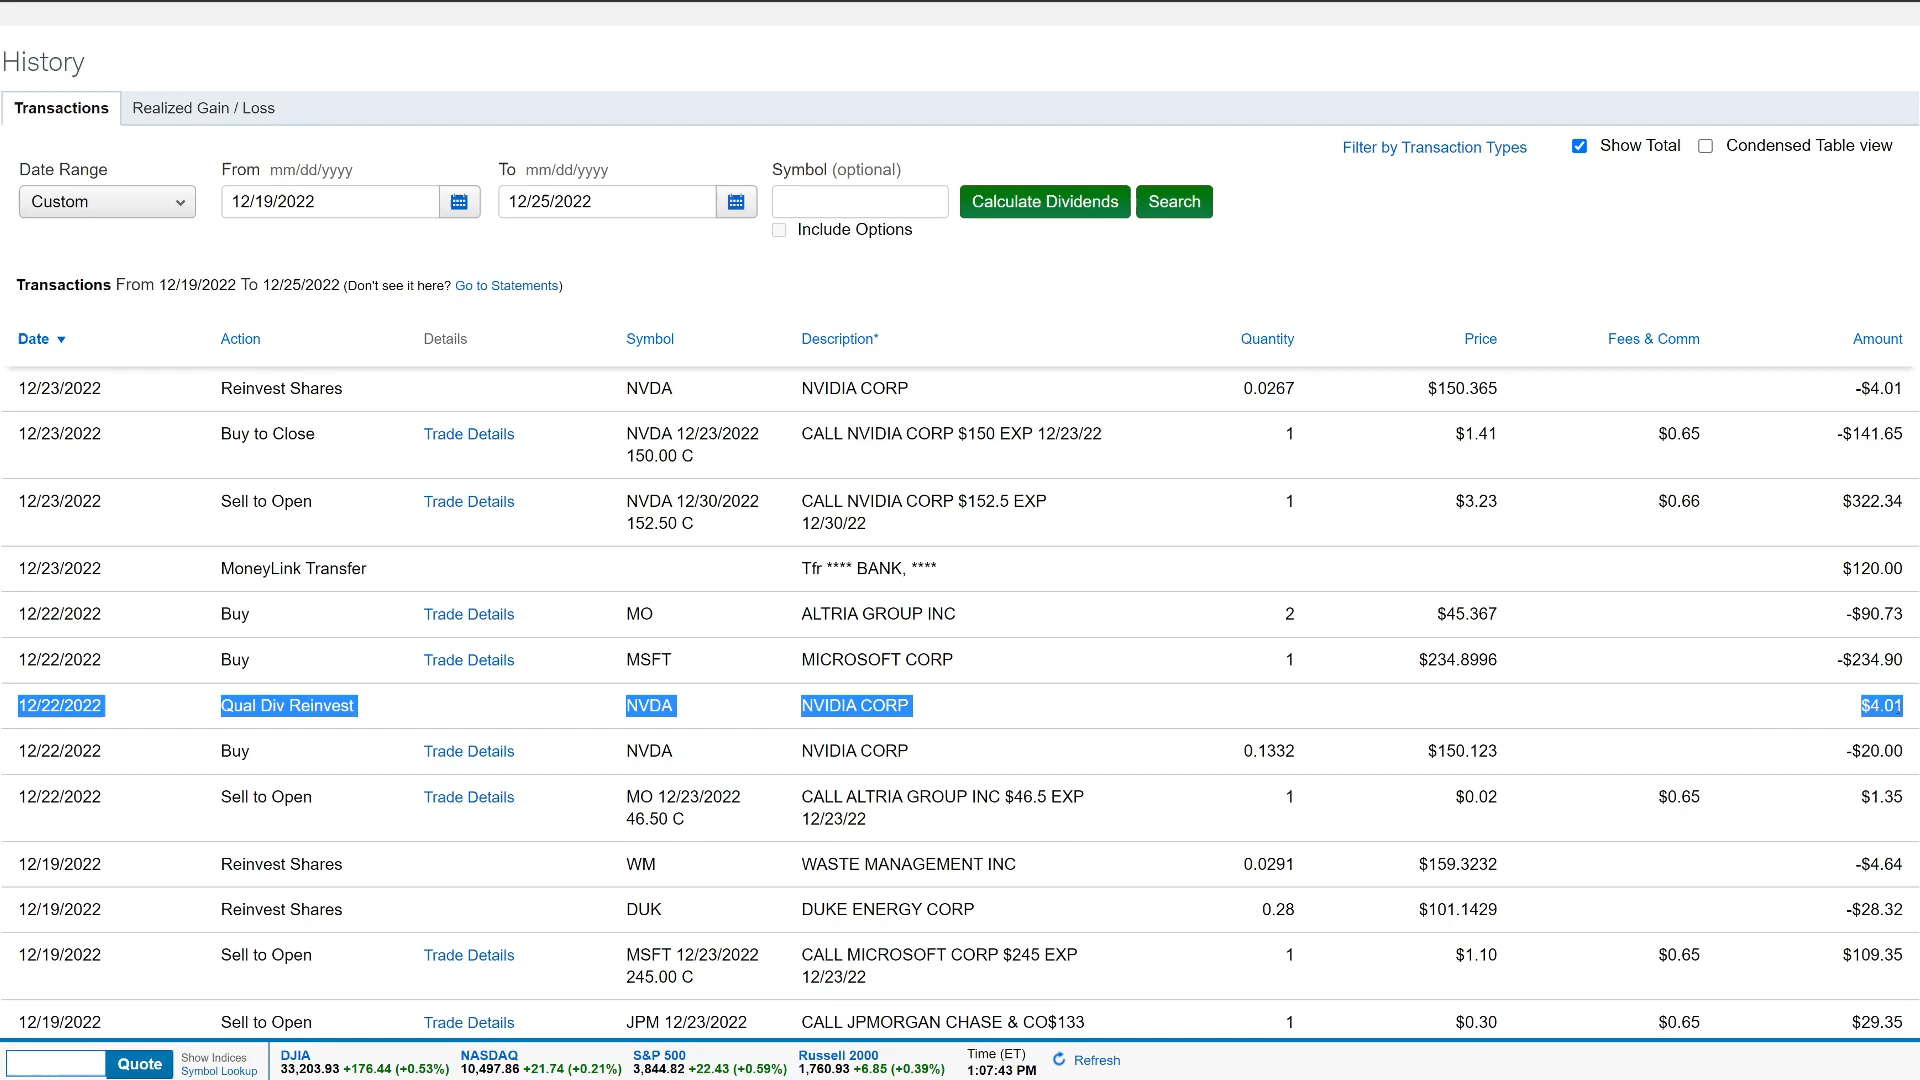 History
Transactions Realized Gain / Loss
Filter by Transaction Types Show Total Condensed Table view
Date Range From mm/dd/yyyy To mm/dd/yyyy Symbol (optional)
Custom 12/19/2022 12/25/2022 Calculate Dividends Search
Include Options
Transactions From 12/19/2022 To 12/25/2022 (Don't see it here? Go to Statements)
Date ▼ Action Details Symbol Description* Quantity Price Fees & Comm Amount
12/23/2022 Reinvest Shares NVDA NVIDIA CORP 0.0267 $150.365 -$4.01
12/23/2022 Buy to Close Trade Details NVDA 12/23/2022 CALL NVIDIA CORP $150 EXP 12/23/22 1 $1.41 $0.65 -$141.65
150.00 C
12/23/2022 Sell to Open Trade Details NVDA 12/30/2022 CALL NVIDIA CORP $152.5 EXP 1 $3.23 $0.66 $322.34
152.50 C 12/30/22
12/23/2022 MoneyLink Transfer Tfr **** BANK, **** $120.00
12/22/2022 Buy Trade Details MO ALTRIA GROUP INC 2 $45.367 -$90.73
12/22/2022 Buy Trade Details MSFT MICROSOFT CORP 1 $234.8996 -$234.90
12/22/2022 Qual Div Reinvest NVDA NVIDIA CORP $4.01
12/22/2022 Buy Trade Details NVDA NVIDIA CORP 0.1332 $150.123 -$20.00
12/22/2022 Sell to Open Trade Details MO 12/23/2022 CALL ALTRIA GROUP INC $46.5 EXP 1 $0.02 $0.65 $1.35
46.50 C 12/23/22
12/19/2022 Reinvest Shares WM WASTE MANAGEMENT INC 0.0291 $159.3232 -$4.64
12/19/2022 Reinvest Shares DUK DUKE ENERGY CORP 0.28 $101.1429 -$28.32
12/19/2022 Sell to Open Trade Details MSFT 12/23/2022 CALL MICROSOFT CORP $245 EXP 1 $1.10 $0.65 $109.35
245.00 C 12/23/22
12/19/2022 Sell to Open Trade Details JPM 12/23/2022 CALL JPMORGAN CHASE & CO$133 1 $0.30 $0.65 $29.35
Quote Show Indices DJIA NASDAQ S&P 500 Russell 2000 Time (ET) Refresh
Symbol Lookup 33,203.93 +176.44 (+0.53%) 10,497.86 +21.74 (+0.21%) 3,844.82 +22.43 (+0.59%) 1,760.93 +6.85 (+0.39%) 1:07:43 PM